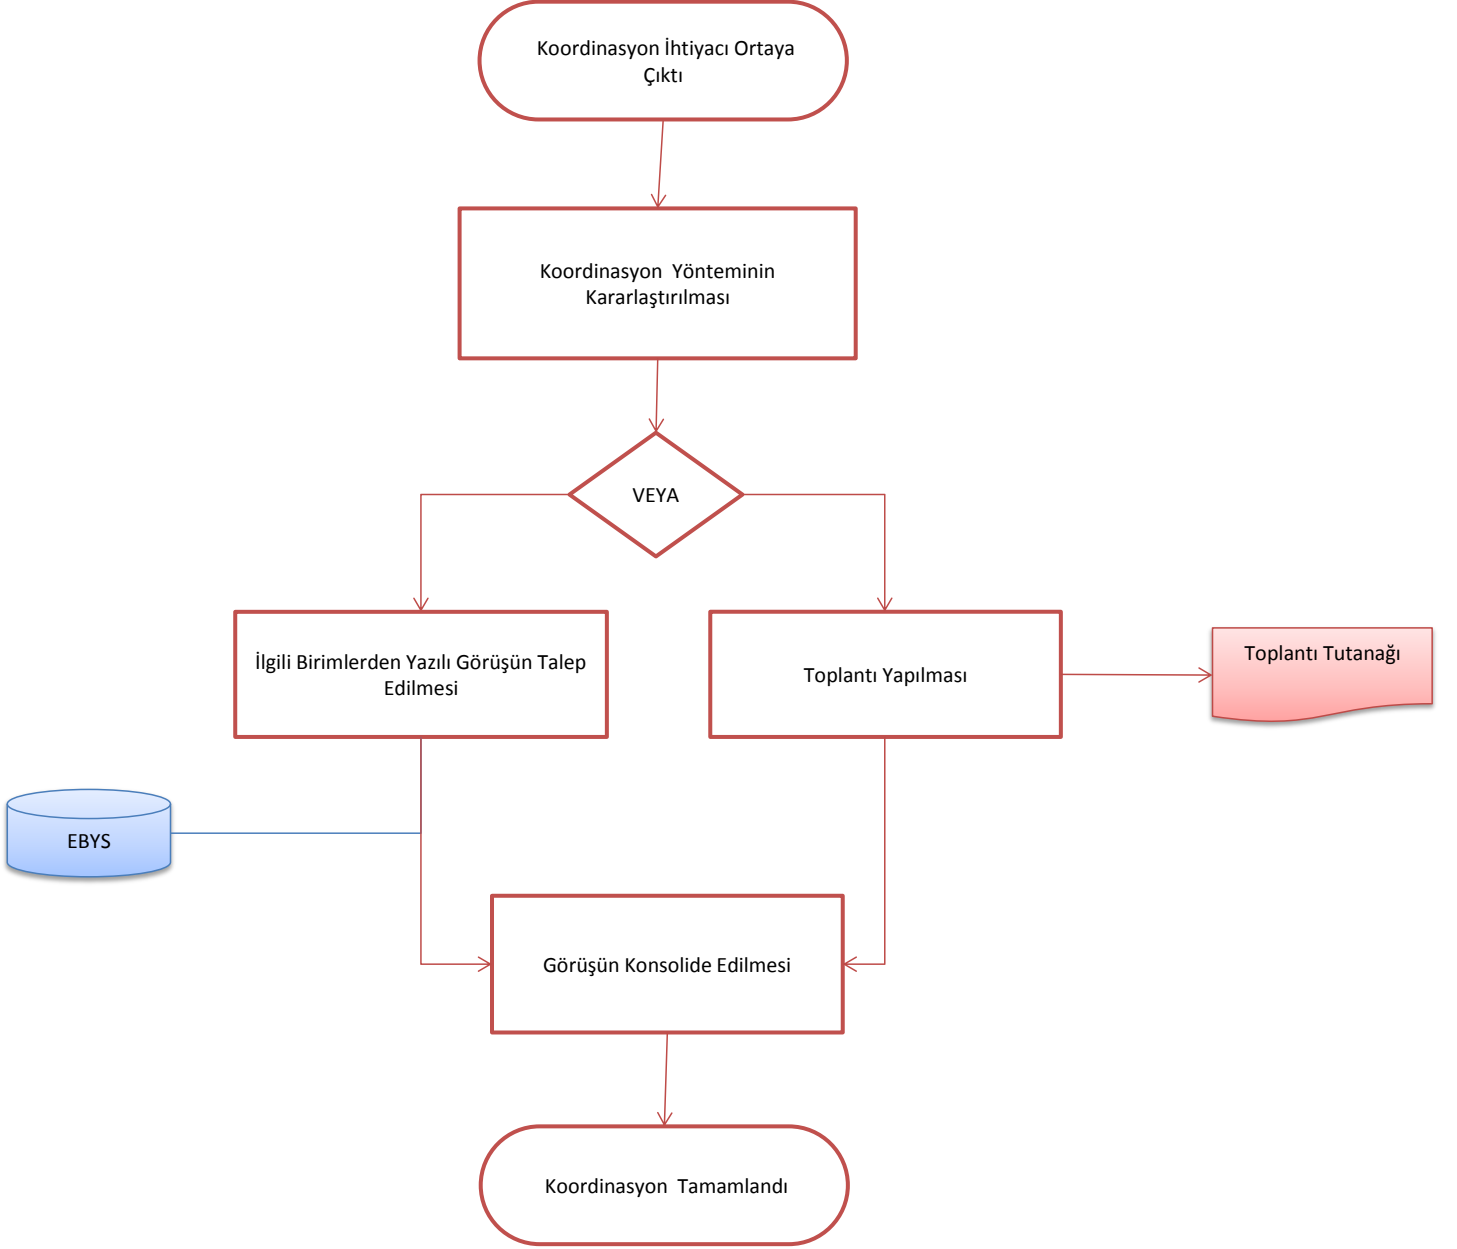 Koordinasyon İhtiyacı Ortaya
Çıktı
Koordinasyon  Yönteminin
Kararlaştırılması
VEYA
İlgili Birimlerden Yazılı Görüşün Talep
Edilmesi
Toplantı Yapılması
Toplantı Tutanağı
EBYS
Görüşün Konsolide Edilmesi
Koordinasyon  Tamamlandı